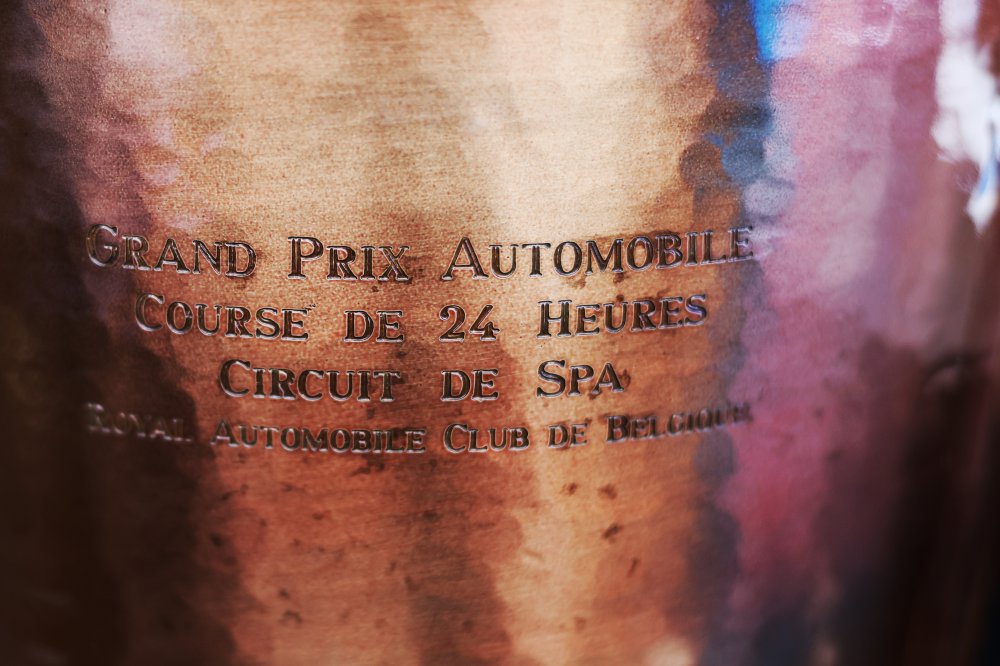 Grand Prix Automobile
Course de 24 Heures
Circuit de Spa
Royal Automobile Club de Belgique